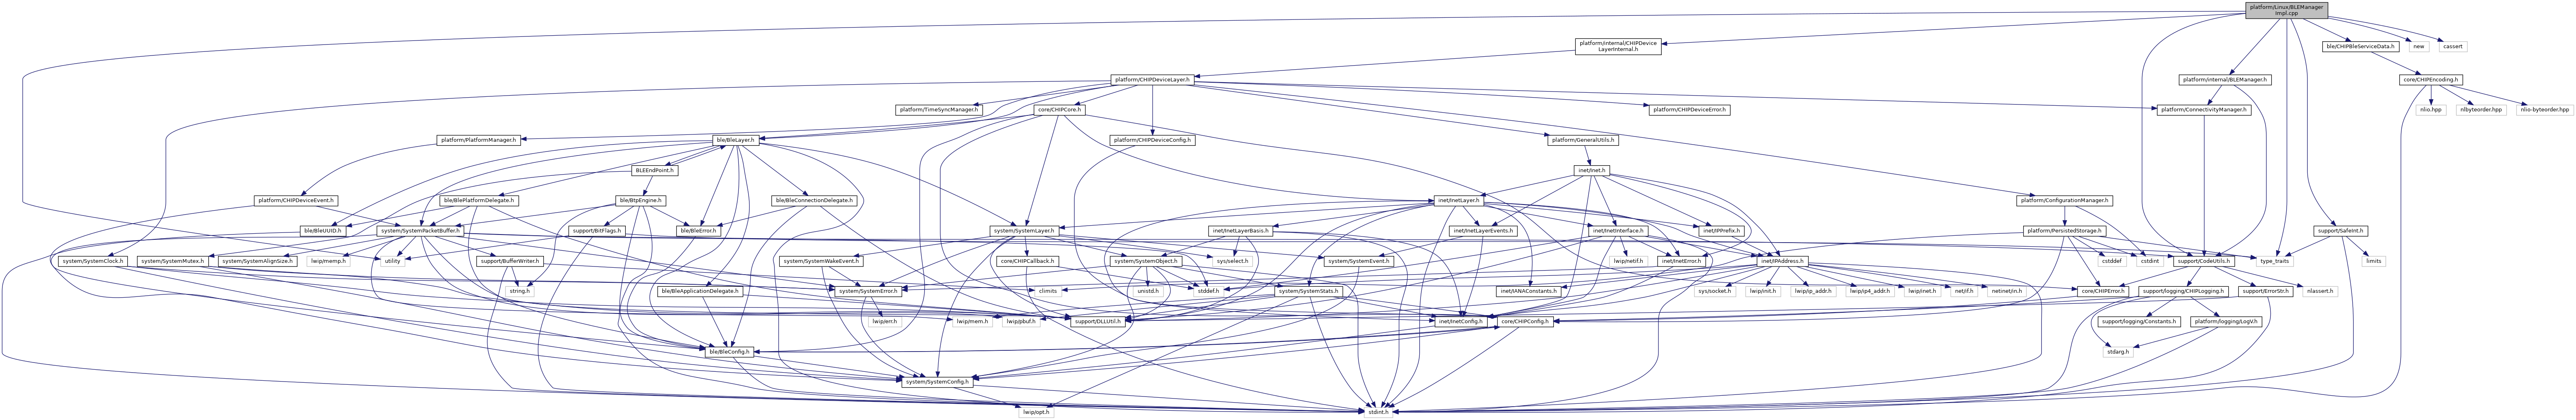 platform/Linux/BLEManager
Impl.cpp
platform/internal/CHIPDevice
LayerInternal.h
ble/CHIPBleServiceData.h
new
cassert
platform/CHIPDeviceLayer.h
platform/internal/BLEManager.h
core/CHIPEncoding.h
platform/TimeSyncManager.h
core/CHIPCore.h
platform/CHIPDeviceError.h
platform/ConnectivityManager.h
nlio.hpp
nlbyteorder.hpp
nlio-byteorder.hpp
platform/PlatformManager.h
ble/BleLayer.h
platform/CHIPDeviceConfig.h
platform/GeneralUtils.h
BLEEndPoint.h
inet/Inet.h
platform/CHIPDeviceEvent.h
ble/BlePlatformDelegate.h
ble/BtpEngine.h
ble/BleConnectionDelegate.h
inet/InetLayer.h
platform/ConfigurationManager.h
ble/BleUUID.h
system/SystemPacketBuffer.h
support/BitFlags.h
ble/BleError.h
system/SystemLayer.h
inet/InetLayerBasis.h
inet/InetLayerEvents.h
inet/InetInterface.h
inet/IPPrefix.h
platform/PersistedStorage.h
support/SafeInt.h
system/SystemClock.h
system/SystemMutex.h
system/SystemAlignSize.h
lwip/memp.h
utility
support/BufferWriter.h
system/SystemWakeEvent.h
core/CHIPCallback.h
system/SystemObject.h
sys/select.h
system/SystemEvent.h
lwip/netif.h
inet/InetError.h
inet/IPAddress.h
cstddef
cstdint
support/CodeUtils.h
type_traits
limits
string.h
ble/BleApplicationDelegate.h
system/SystemError.h
climits
unistd.h
stddef.h
system/SystemStats.h
inet/IANAConstants.h
sys/socket.h
lwip/init.h
lwip/ip_addr.h
lwip/ip4_addr.h
lwip/inet.h
net/if.h
netinet/in.h
core/CHIPError.h
support/logging/CHIPLogging.h
support/ErrorStr.h
nlassert.h
lwip/err.h
lwip/mem.h
lwip/pbuf.h
support/DLLUtil.h
inet/InetConfig.h
core/CHIPConfig.h
support/logging/Constants.h
platform/logging/LogV.h
ble/BleConfig.h
stdarg.h
system/SystemConfig.h
lwip/opt.h
stdint.h